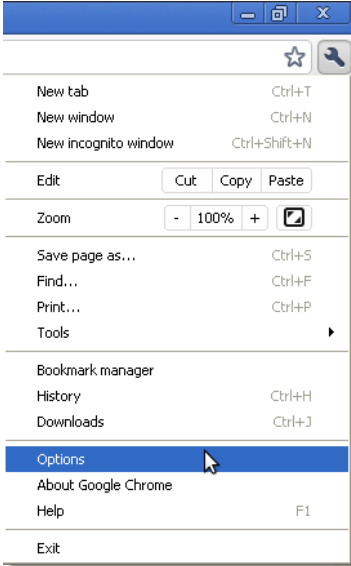 New tab Ctrl+T
New window Ctrl+N
New incognito window Ctrl+Shift+N
Edit Cut Copy Paste
Zoom - 100% +
Save page as... Ctrl+S
Find... Ctrl+F
Print... Ctrl+P
Tools
Bookmark manager
History Ctrl+H
Downloads Ctrl+J
Options
About Google Chrome
Help F1
Exit